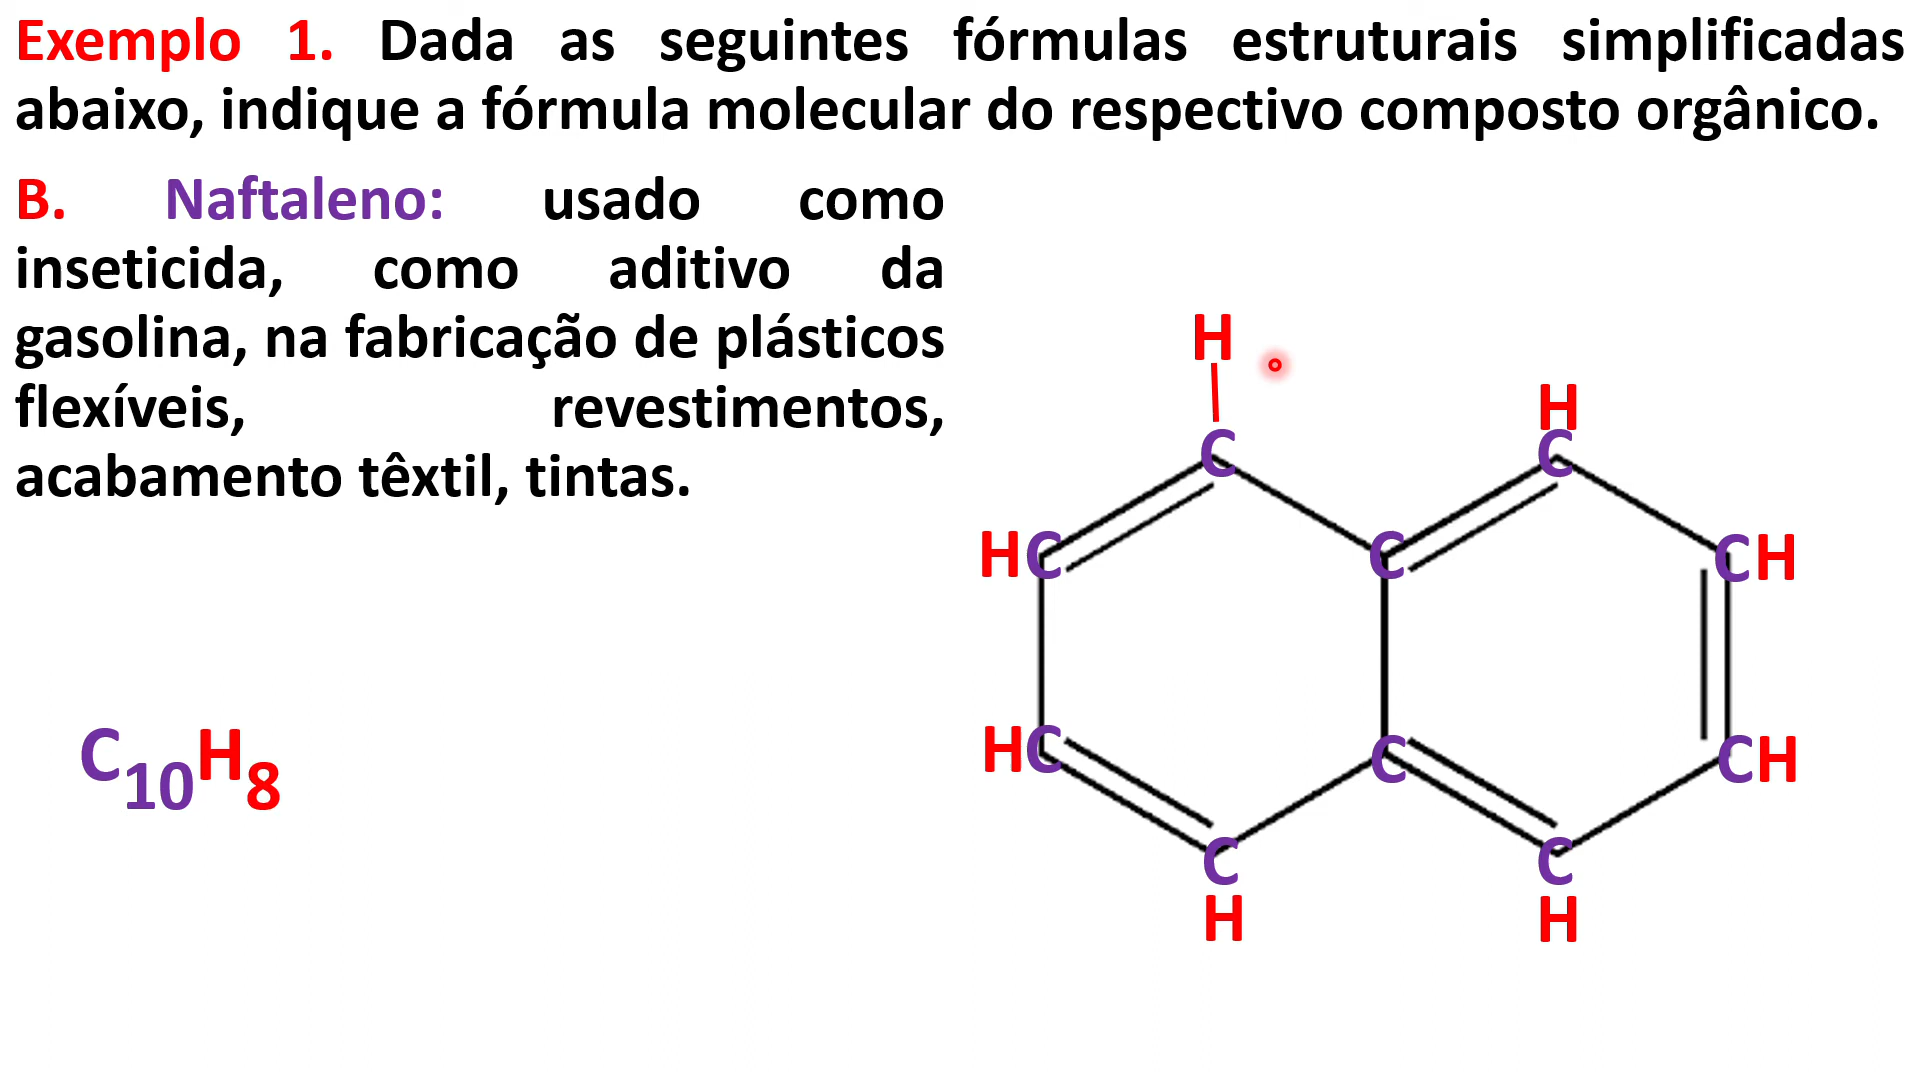 Exemplo 1. Dada as seguintes fórmulas estruturais simplificadas
abaixo, indique a fórmula molecular do respectivo composto orgânico.
B. Naftaleno: usado como
inseticida, como aditivo da
gasolina, na fabricação de plásticos
flexíveis, revestimentos,
acabamento têxtil, tintas.
H
H
C C
HC C CH
HC C CH
C C
H H
C10H8